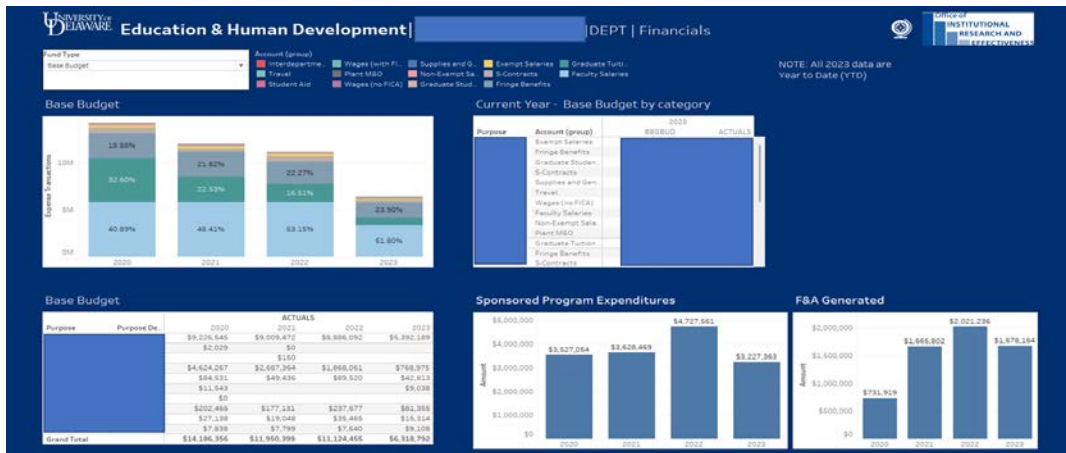 UNIVERSITY OF DELAWARE
Education & Human Development| |DEPT | Financials
Office of
INSTITUTIONAL
RESEARCH AND
EFFECTIVENESS
Fund Type
Base Budget
Account (group)
Interdepartme.. Wages (with FI.. Supplies and G.. Exempt Salaries Graduate Tuiti..
Travel Plant M&O Non-Exempt Sa.. S-Contracts Faculty Salaries
Student Aid Wages (no FICA) Graduate Stud.. Fringe Benefits
NOTE: All 2023 data are
Year to Date (YTD)
Base Budget
Expense Transactions
10M
5M
0M
32.60%
40.89%
21.82%
22.53%
48.41%
22.27%
16.51%
53.15%
23.90%
51.80%
2020 2021 2022 2023
Current Year - Base Budget by category
2023
Purpose Account (group) BBGBUD ACTUALS
Exempt Salaries
Fringe Benefits
Graduate Studen..
S-Contracts
Supplies and Gen..
Travel
Wages (no FICA)
Faculty Salaries
Non-Exempt Sala..
Plant M&O
Graduate Tuition
Fringe Benefits
S-Contracts
Base Budget
ACTUALS
Purpose Purpose De.. 2020 2021 2022 2023
$9,226,545 $9,009,472 $8,886,092 $5,392,189
$2,029 $0
$150
$4,624,267 $2,687,364 $1,868,061 $768,975
$84,531 $49,436 $89,520 $42,813
$11,543 $9,038
$0
$202,466 $177,131 $237,677 $81,355
$27,138 $19,048 $35,465 $15,314
$7,838 $7,799 $7,640 $9,108
Grand Total $14,186,356 $11,950,399 $11,124,455 $6,318,792
Sponsored Program Expenditures
Amount
$5,000,000
$4,000,000
$3,000,000
$2,000,000
$1,000,000
$0
$3,527,054 $3,628,469 $4,727,561 $3,227,363
2020 2021 2022 2023
F&A Generated
Amount
$2,000,000
$1,500,000
$1,000,000
$500,000
$0
$731,919 $1,665,802 $2,021,236 $1,678,164
2020 2021 2022 2023